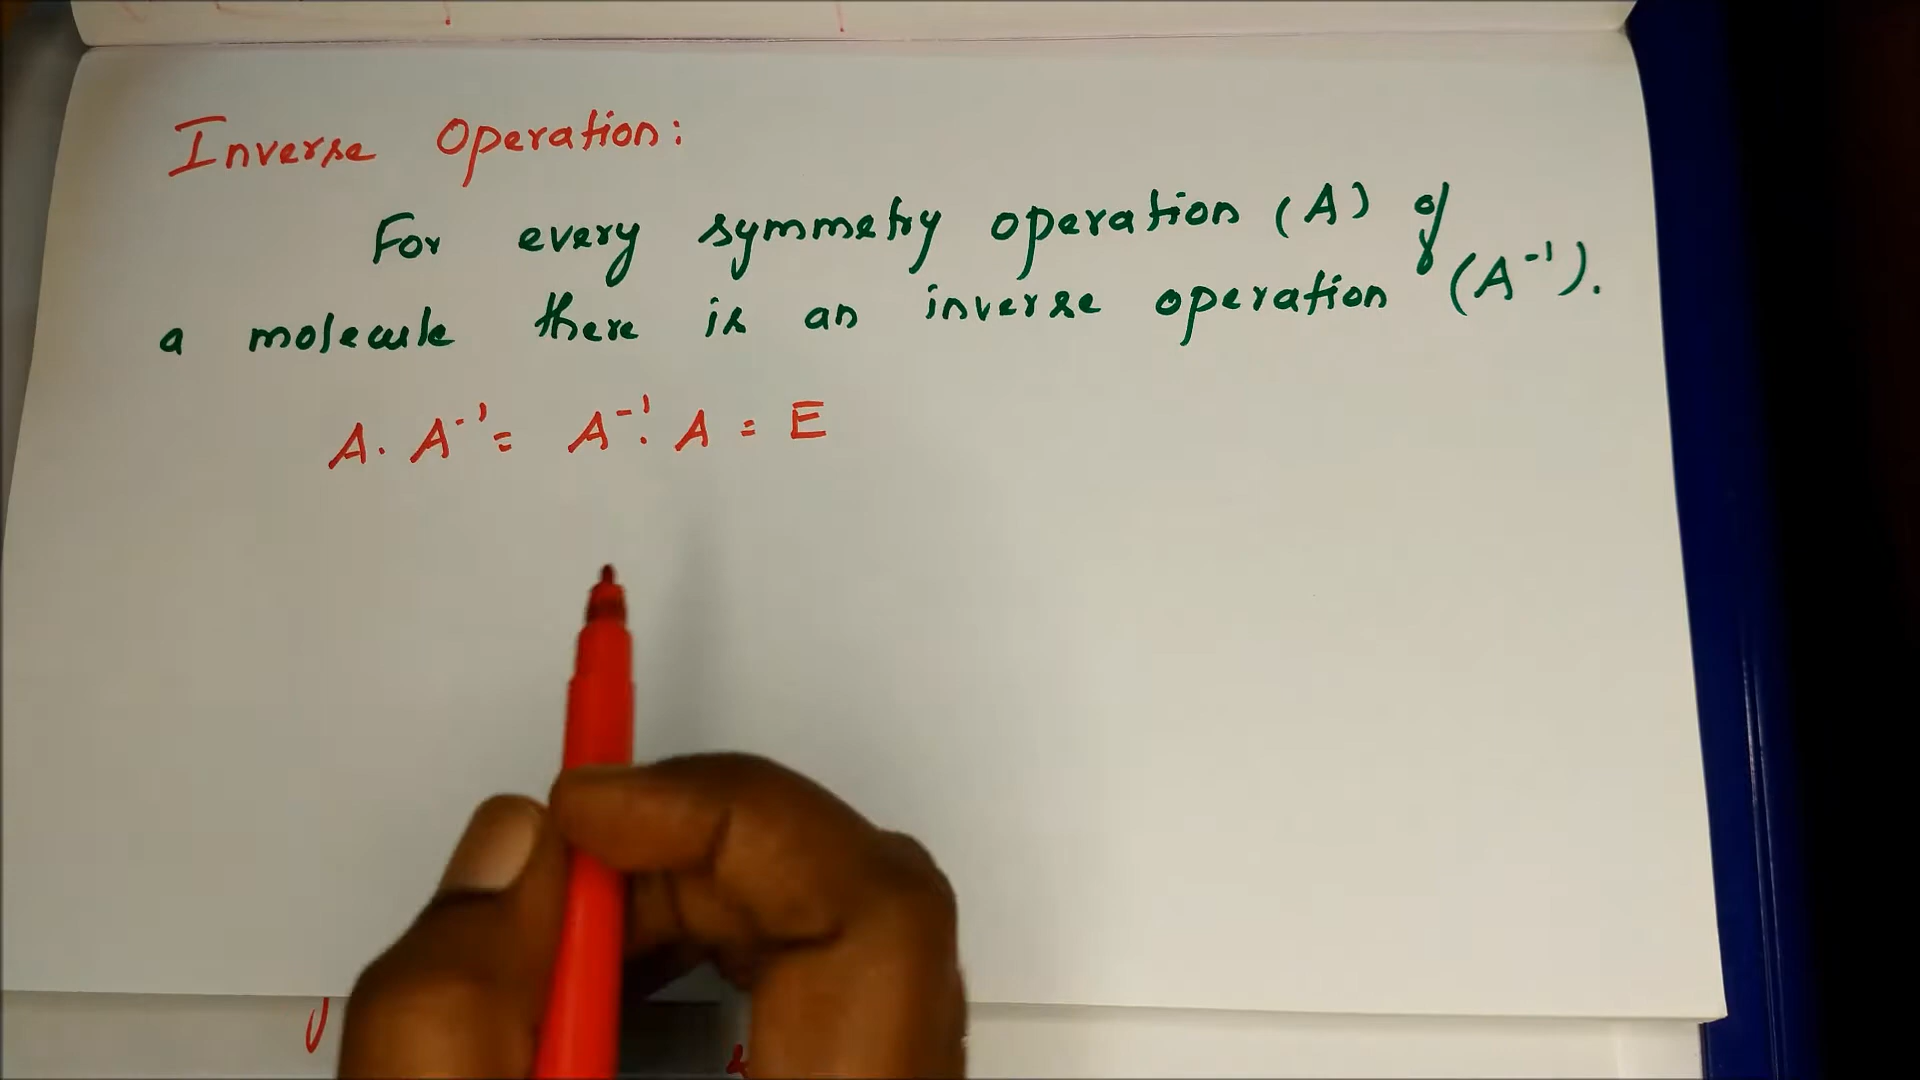 Inverse Operation:
For every symmetry operation (A) of
a molecule there is an inverse operation (A⁻¹).
A. A⁻¹ = A⁻¹. A = E